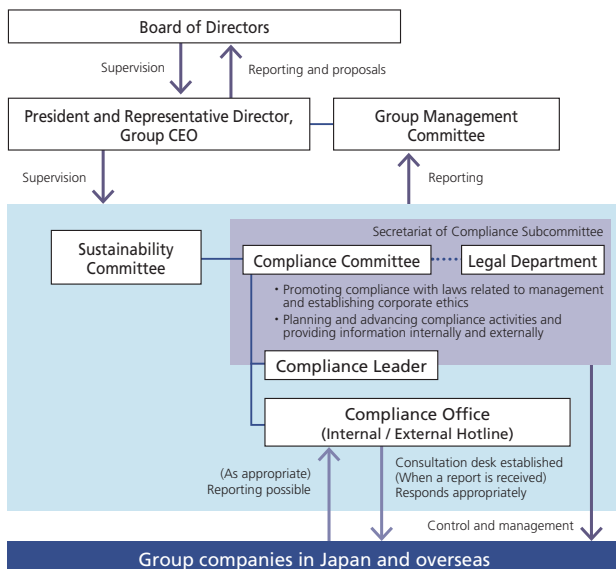 Board of Directors
Supervision
Reporting and proposals
President and Representative Director,
Group CEO
Group Management
Committee
Supervision
Reporting
Secretariat of Compliance Subcommittee
Sustainability
Committee
Compliance Committee
Legal Department
・Promoting compliance with laws related to management
and establishing corporate ethics
・Planning and advancing compliance activities and
providing information internally and externally
Compliance Leader
Compliance Office
(Internal / External Hotline)
(As appropriate)
Reporting possible
Consultation desk established
(When a report is received)
Responds appropriately
Control and management
Group companies in Japan and overseas